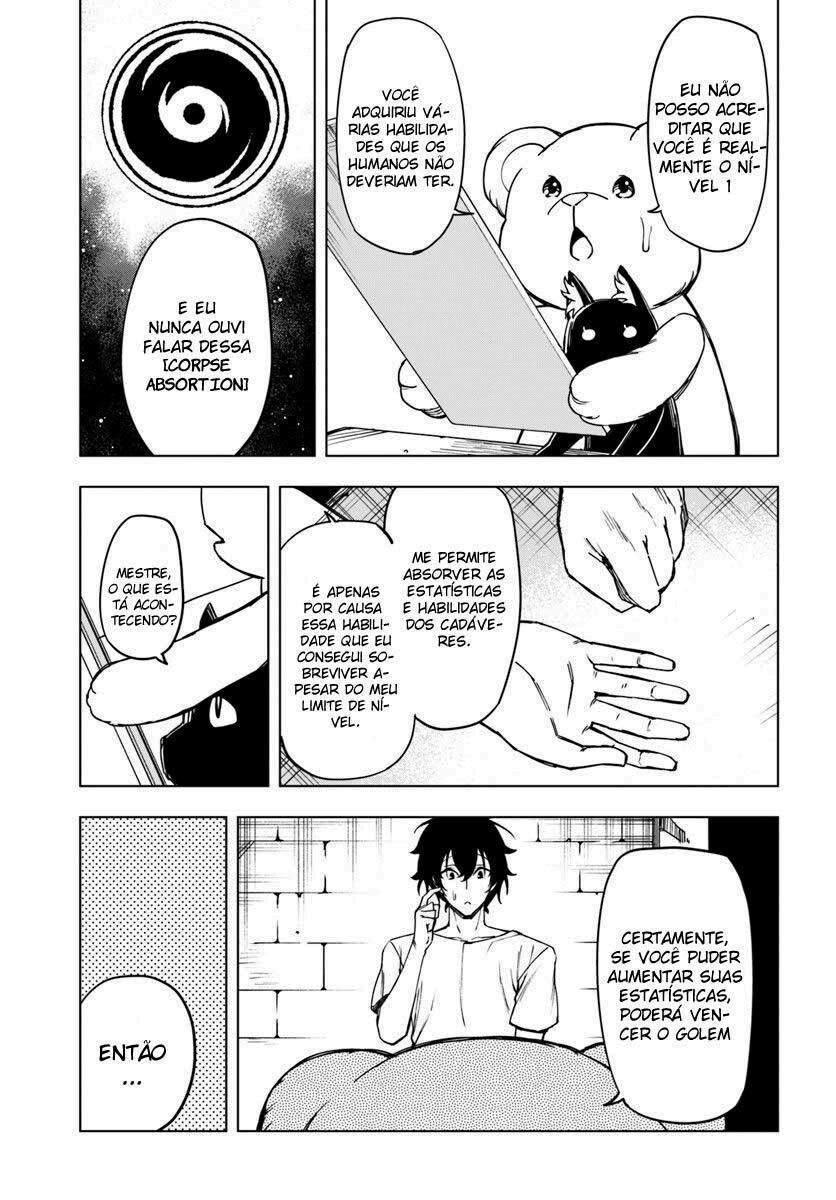 EU NÃO
POSSO ACRE-
DITAR QUE
VOCÊ É REAL-
MENTE O NÍ-
VEL 1
VOCÊ
ADQUIRIU VÁ-
RIAS HABILIDA-
DES QUE OS
HUMANOS NÃO
DEVERIAM TER.
E EU
NUNCA OUVI
FALAR DESSA
[CORPSE
ABSORTION]
ME PERMITE
ABSORVER AS
ESTATÍSTICAS
E HABILIDADES
DOS CADÁVE-
RES.
É APENAS
POR CAUSA
ESSA HABILI-
DADE QUE EU
CONSEGUI SO-
BREVIVER A-
PESAR DO MEU
LIMITE DE NÍ-
VEL.
MESTRE,
O QUE ES-
TÁ ACON-
TECENDO?
CERTAMENTE,
SE VOCÊ PUDER
AUMENTAR SUAS
ESTATÍSTICAS,
PODERÁ VEN-
CER O GOLEM
ENTÃO
...